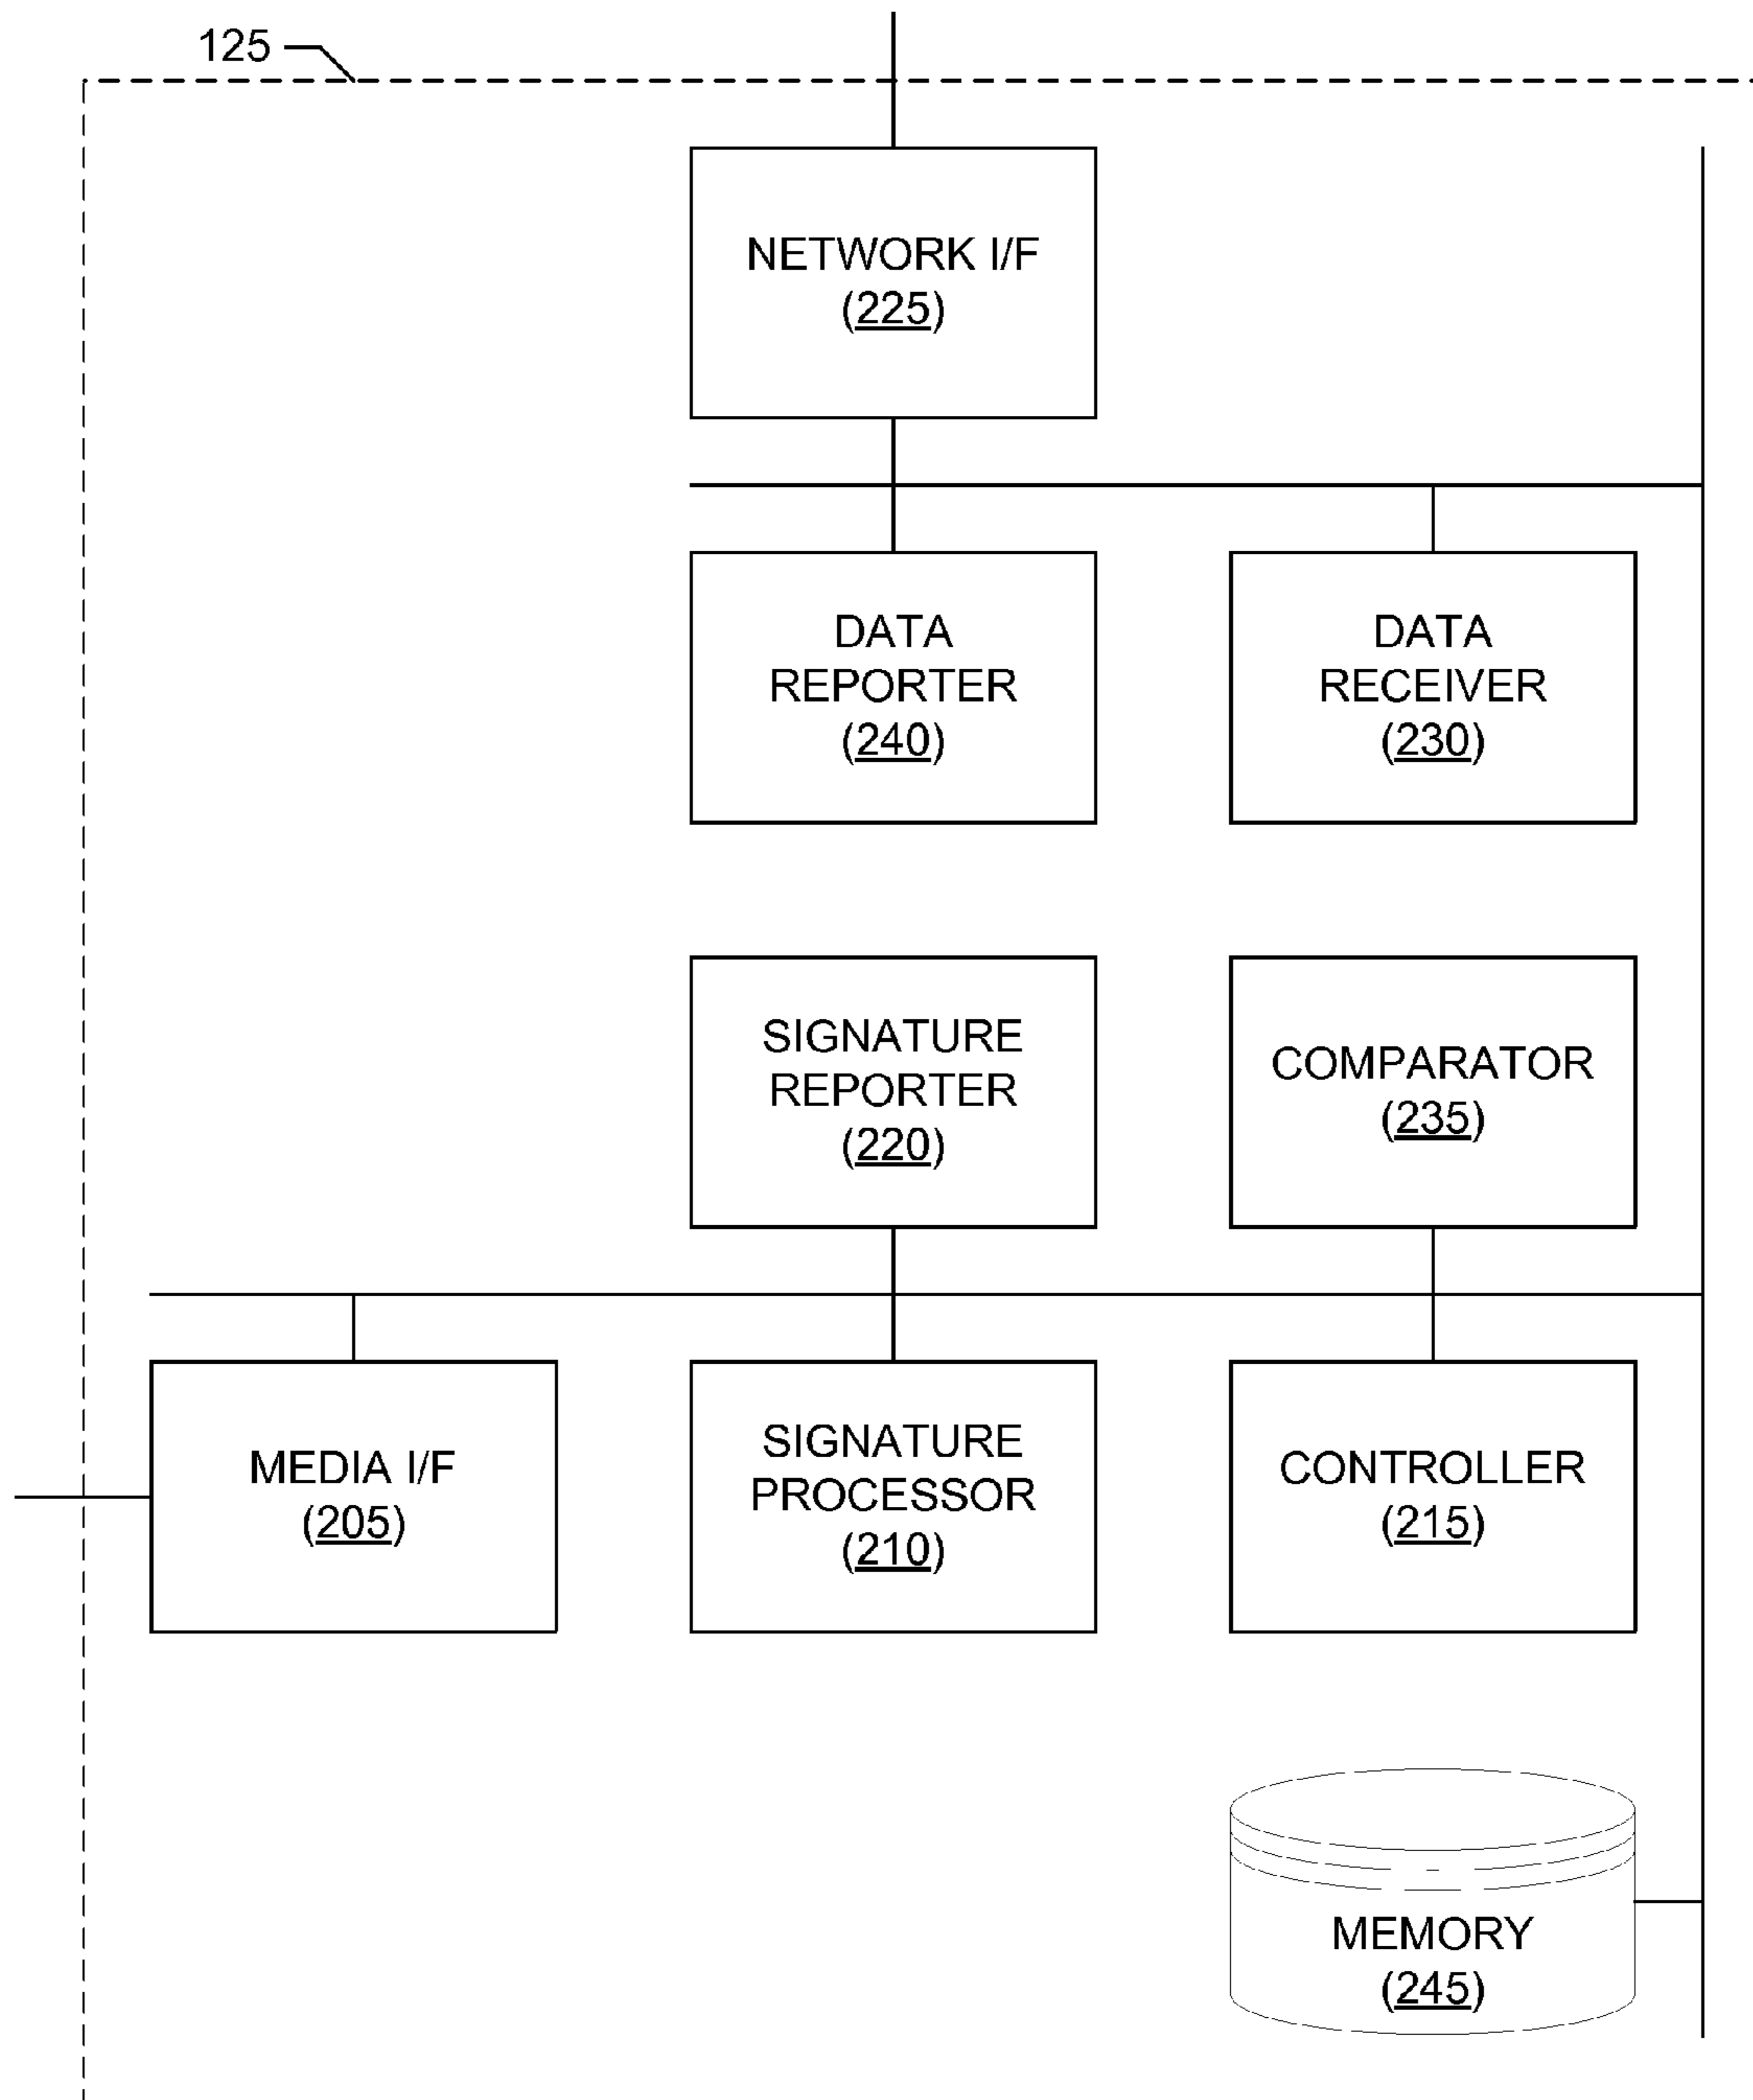 125
NETWORK I/F
(225)
DATA
REPORTER
(240)
DATA
RECEIVER
(230)
SIGNATURE
REPORTER
(220)
COMPARATOR
(235)
MEDIA I/F
(205)
SIGNATURE
PROCESSOR
(210)
CONTROLLER
(215)
MEMORY
(245)